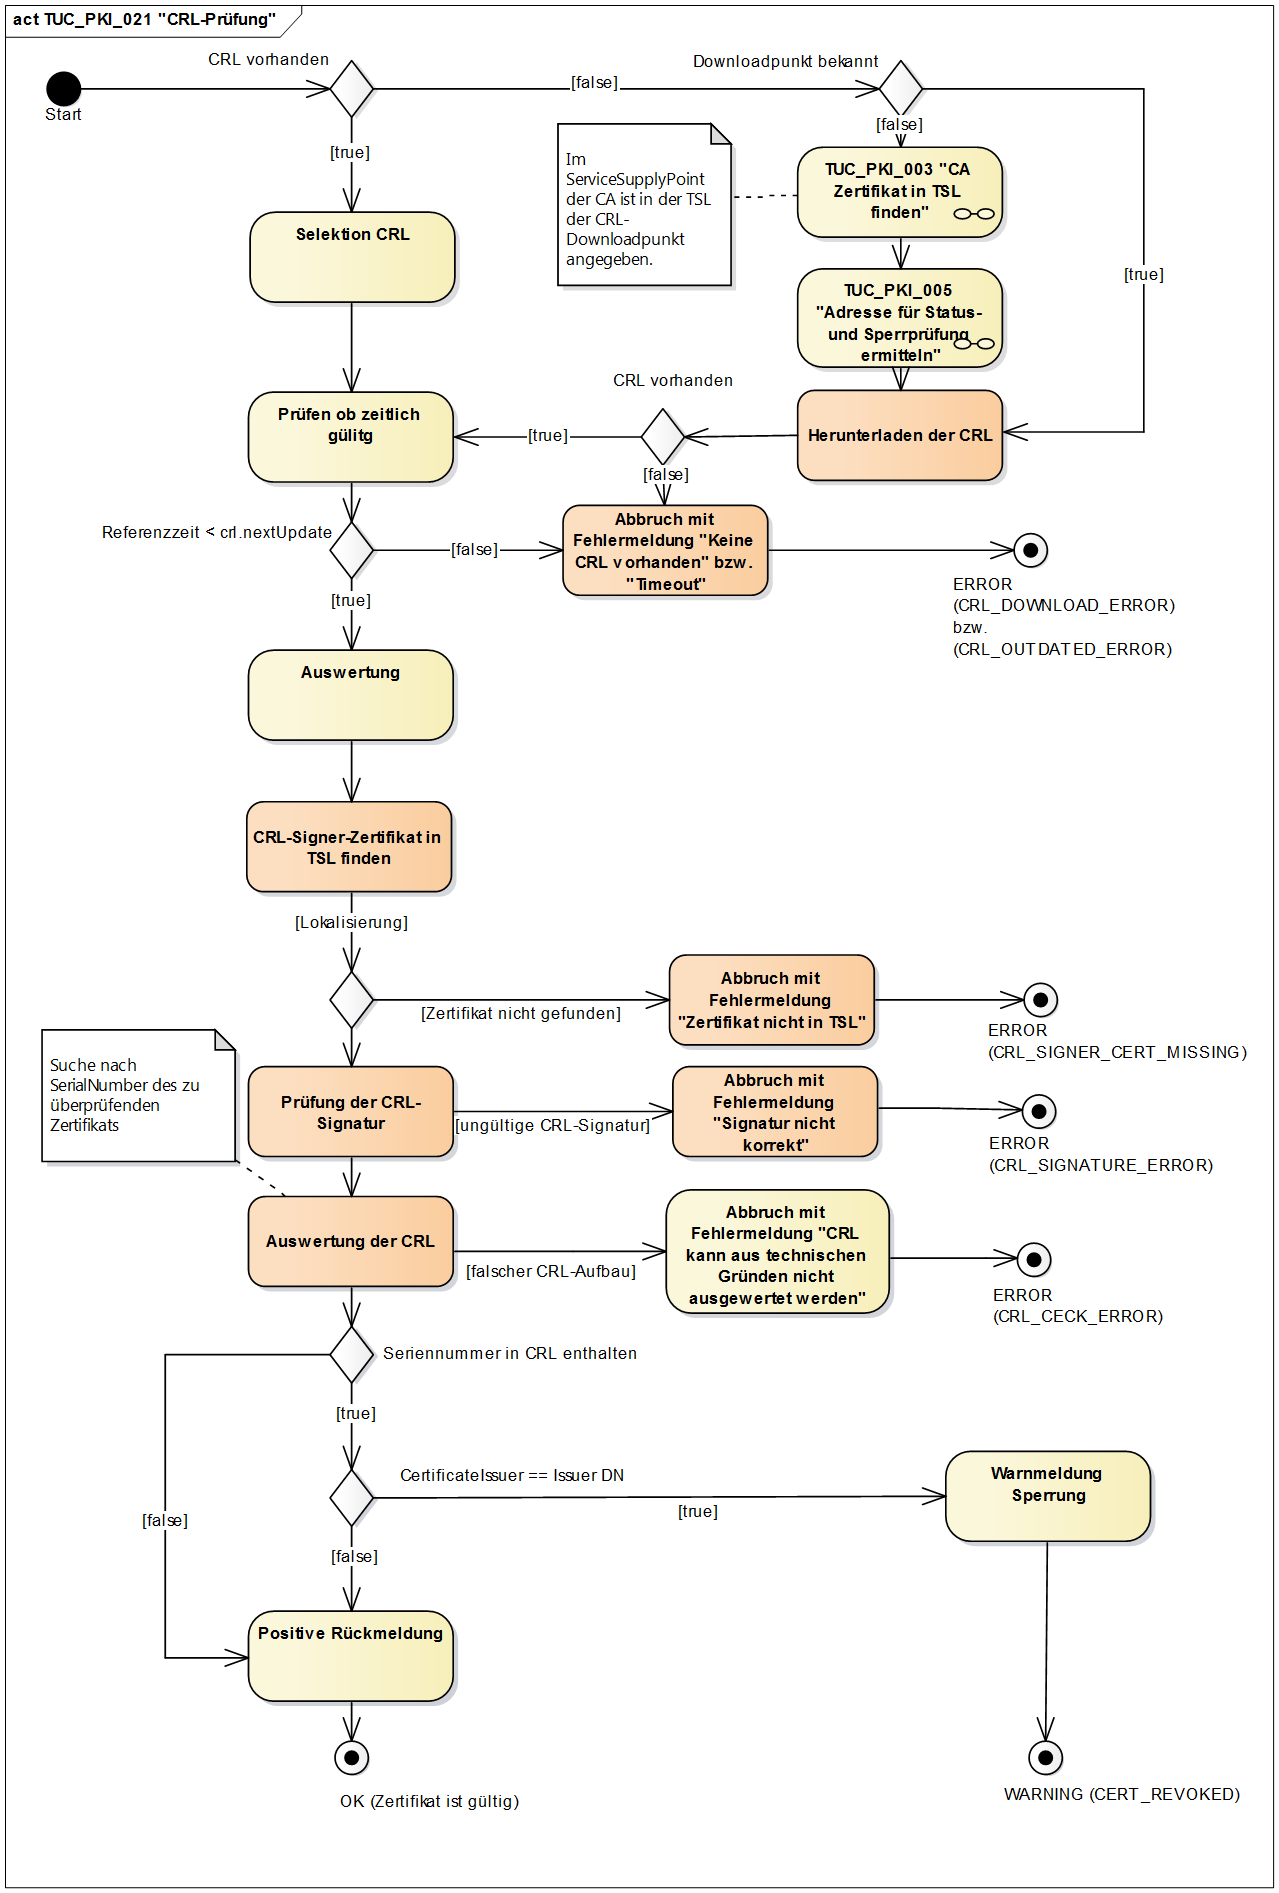 act TUC_PKI_021 "CRL-Prüfung"
CRL vorhanden
Downloadpunkt bekannt
Start
[false]
[false]
[true]
Im
ServiceSupplyPoint
der CA ist in der TSL
der CRL-
Downloadpunkt
angegeben.
TUC_PKI_003 "CA
Zertifikat in TSL
finden"
Selektion CRL
[true]
TUC_PKI_005
"Adresse für Status-
und Sperrprüfung
ermitteln"
CRL vorhanden
Prüfen ob zeitlich
gülitg
[true]
Herunterladen der CRL
[false]
Referenzzeit < crl.nextUpdate
[false]
Abbruch mit
Fehlermeldung "Keine
CRL vorhanden" bzw.
"Timeout"
ERROR
(CRL_DOWNLOAD_ERROR)
bzw.
(CRL_OUTDATED_ERROR)
[true]
Auswertung
CRL-Signer-Zertifikat in
TSL finden
[Lokalisierung]
[Zertifikat nicht gefunden]
Abbruch mit
Fehlermeldung
"Zertifikat nicht in TSL"
ERROR
(CRL_SIGNER_CERT_MISSING)
Suche nach
SerialNumber des zu
überprüfenden
Zertifikats
Prüfung der CRL-
Signatur
[ungültige CRL-Signatur]
Abbruch mit
Fehlermeldung
"Signatur nicht
korrekt"
ERROR
(CRL_SIGNATURE_ERROR)
Auswertung der CRL
[falscher CRL-Aufbau]
Abbruch mit
Fehlermeldung "CRL
kann aus technischen
Gründen nicht
ausgewertet werden"
ERROR
(CRL_CECK_ERROR)
Seriennummer in CRL enthalten
[true]
CertificateIssuer == Issuer DN
[true]
Warnmeldung
Sperrung
[false]
[false]
Positive Rückmeldung
OK (Zertifikat ist gültig)
WARNING (CERT_REVOKED)